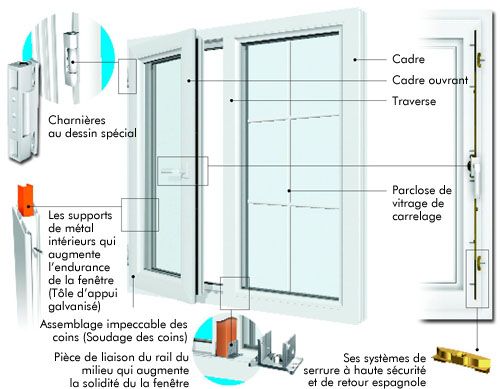 Cadre
Cadre ouvrant
Traverse
Charnières
au dessin spécial
Parclose de
vitrage de
carrelage
Les supports
de métal
intérieurs qui
augmente
l'endurance
de la fenêtre
(Tôle d'appui
galvanisé)
Assemblage impeccable des
coins (Soudage des coins)
Pièce de liaison du rail du
milieu qui augmente
la solidité du la fenêtre
Ses systèmes de
serrure à haute sécurité
et de retour espagnole